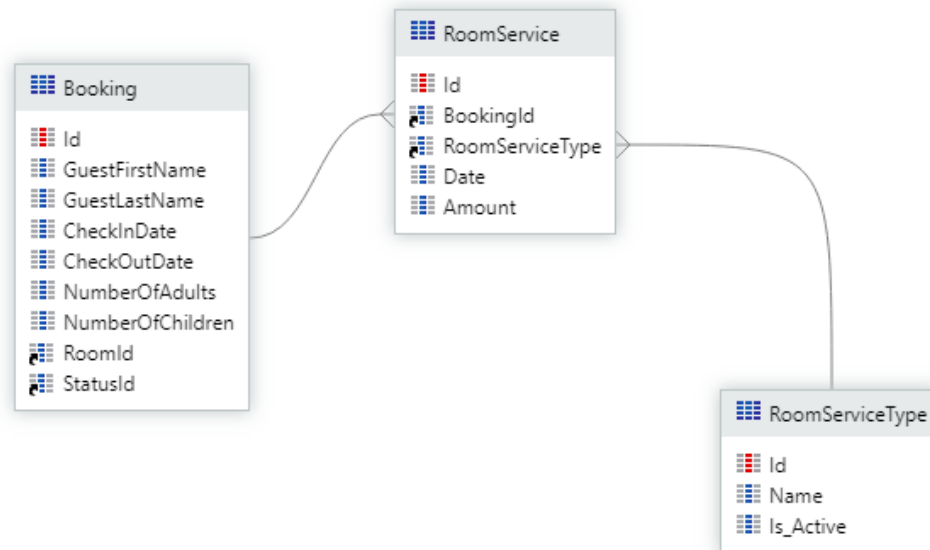 Booking
Id
GuestFirstName
GuestLastName
CheckInDate
CheckOutDate
NumberOfAdults
NumberOfChildren
RoomId
StatusId
RoomService
Id
BookingId
RoomServiceType
Date
Amount
RoomServiceType
Id
Name
Is_Active